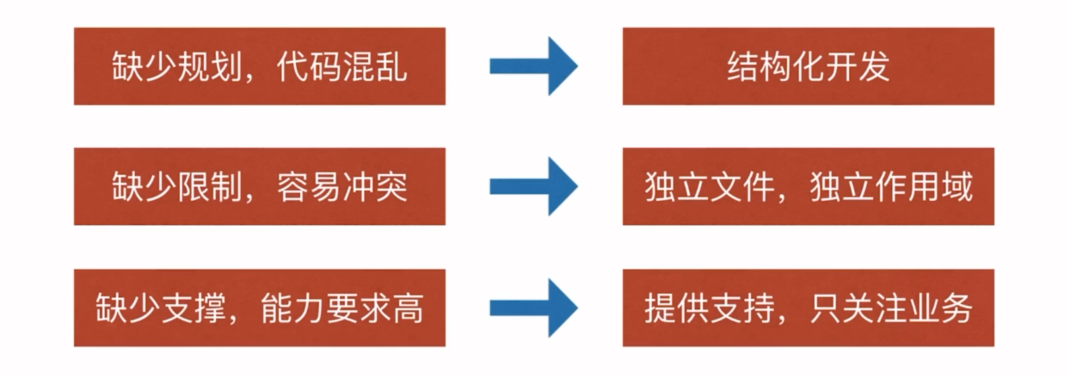 缺少规划，代码混乱
结构化开发
缺少限制，容易冲突
独立文件，独立作用域
缺少支撑，能力要求高
提供支持，只关注业务